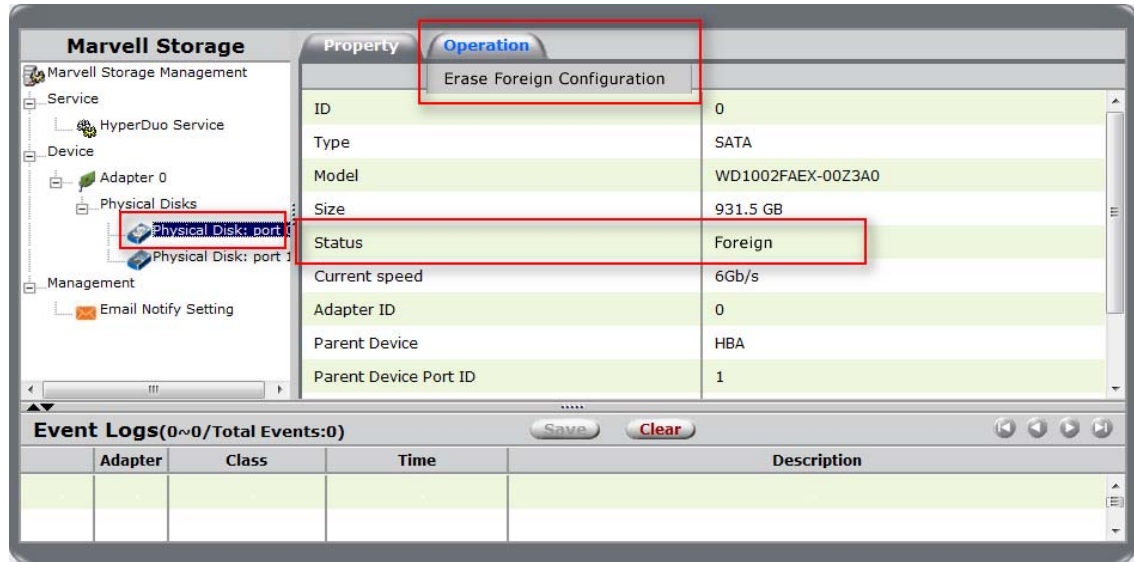 Marvell Storage
Property Operation
Marvell Storage Management
Erase Foreign Configuration
Service
HyperDuo Service
Device
Adapter 0
Physical Disks
Physical Disk: port
Physical Disk: port 1
Management
Email Notify Setting
ID 0
Type SATA
Model WD1002FAEX-00Z3A0
Size 931.5 GB
Status Foreign
Current speed 6Gb/s
Adapter ID 0
Parent Device HBA
Parent Device Port ID 1
Event Logs(0~0/Total Events:0) Save Clear
Adapter Class Time Description